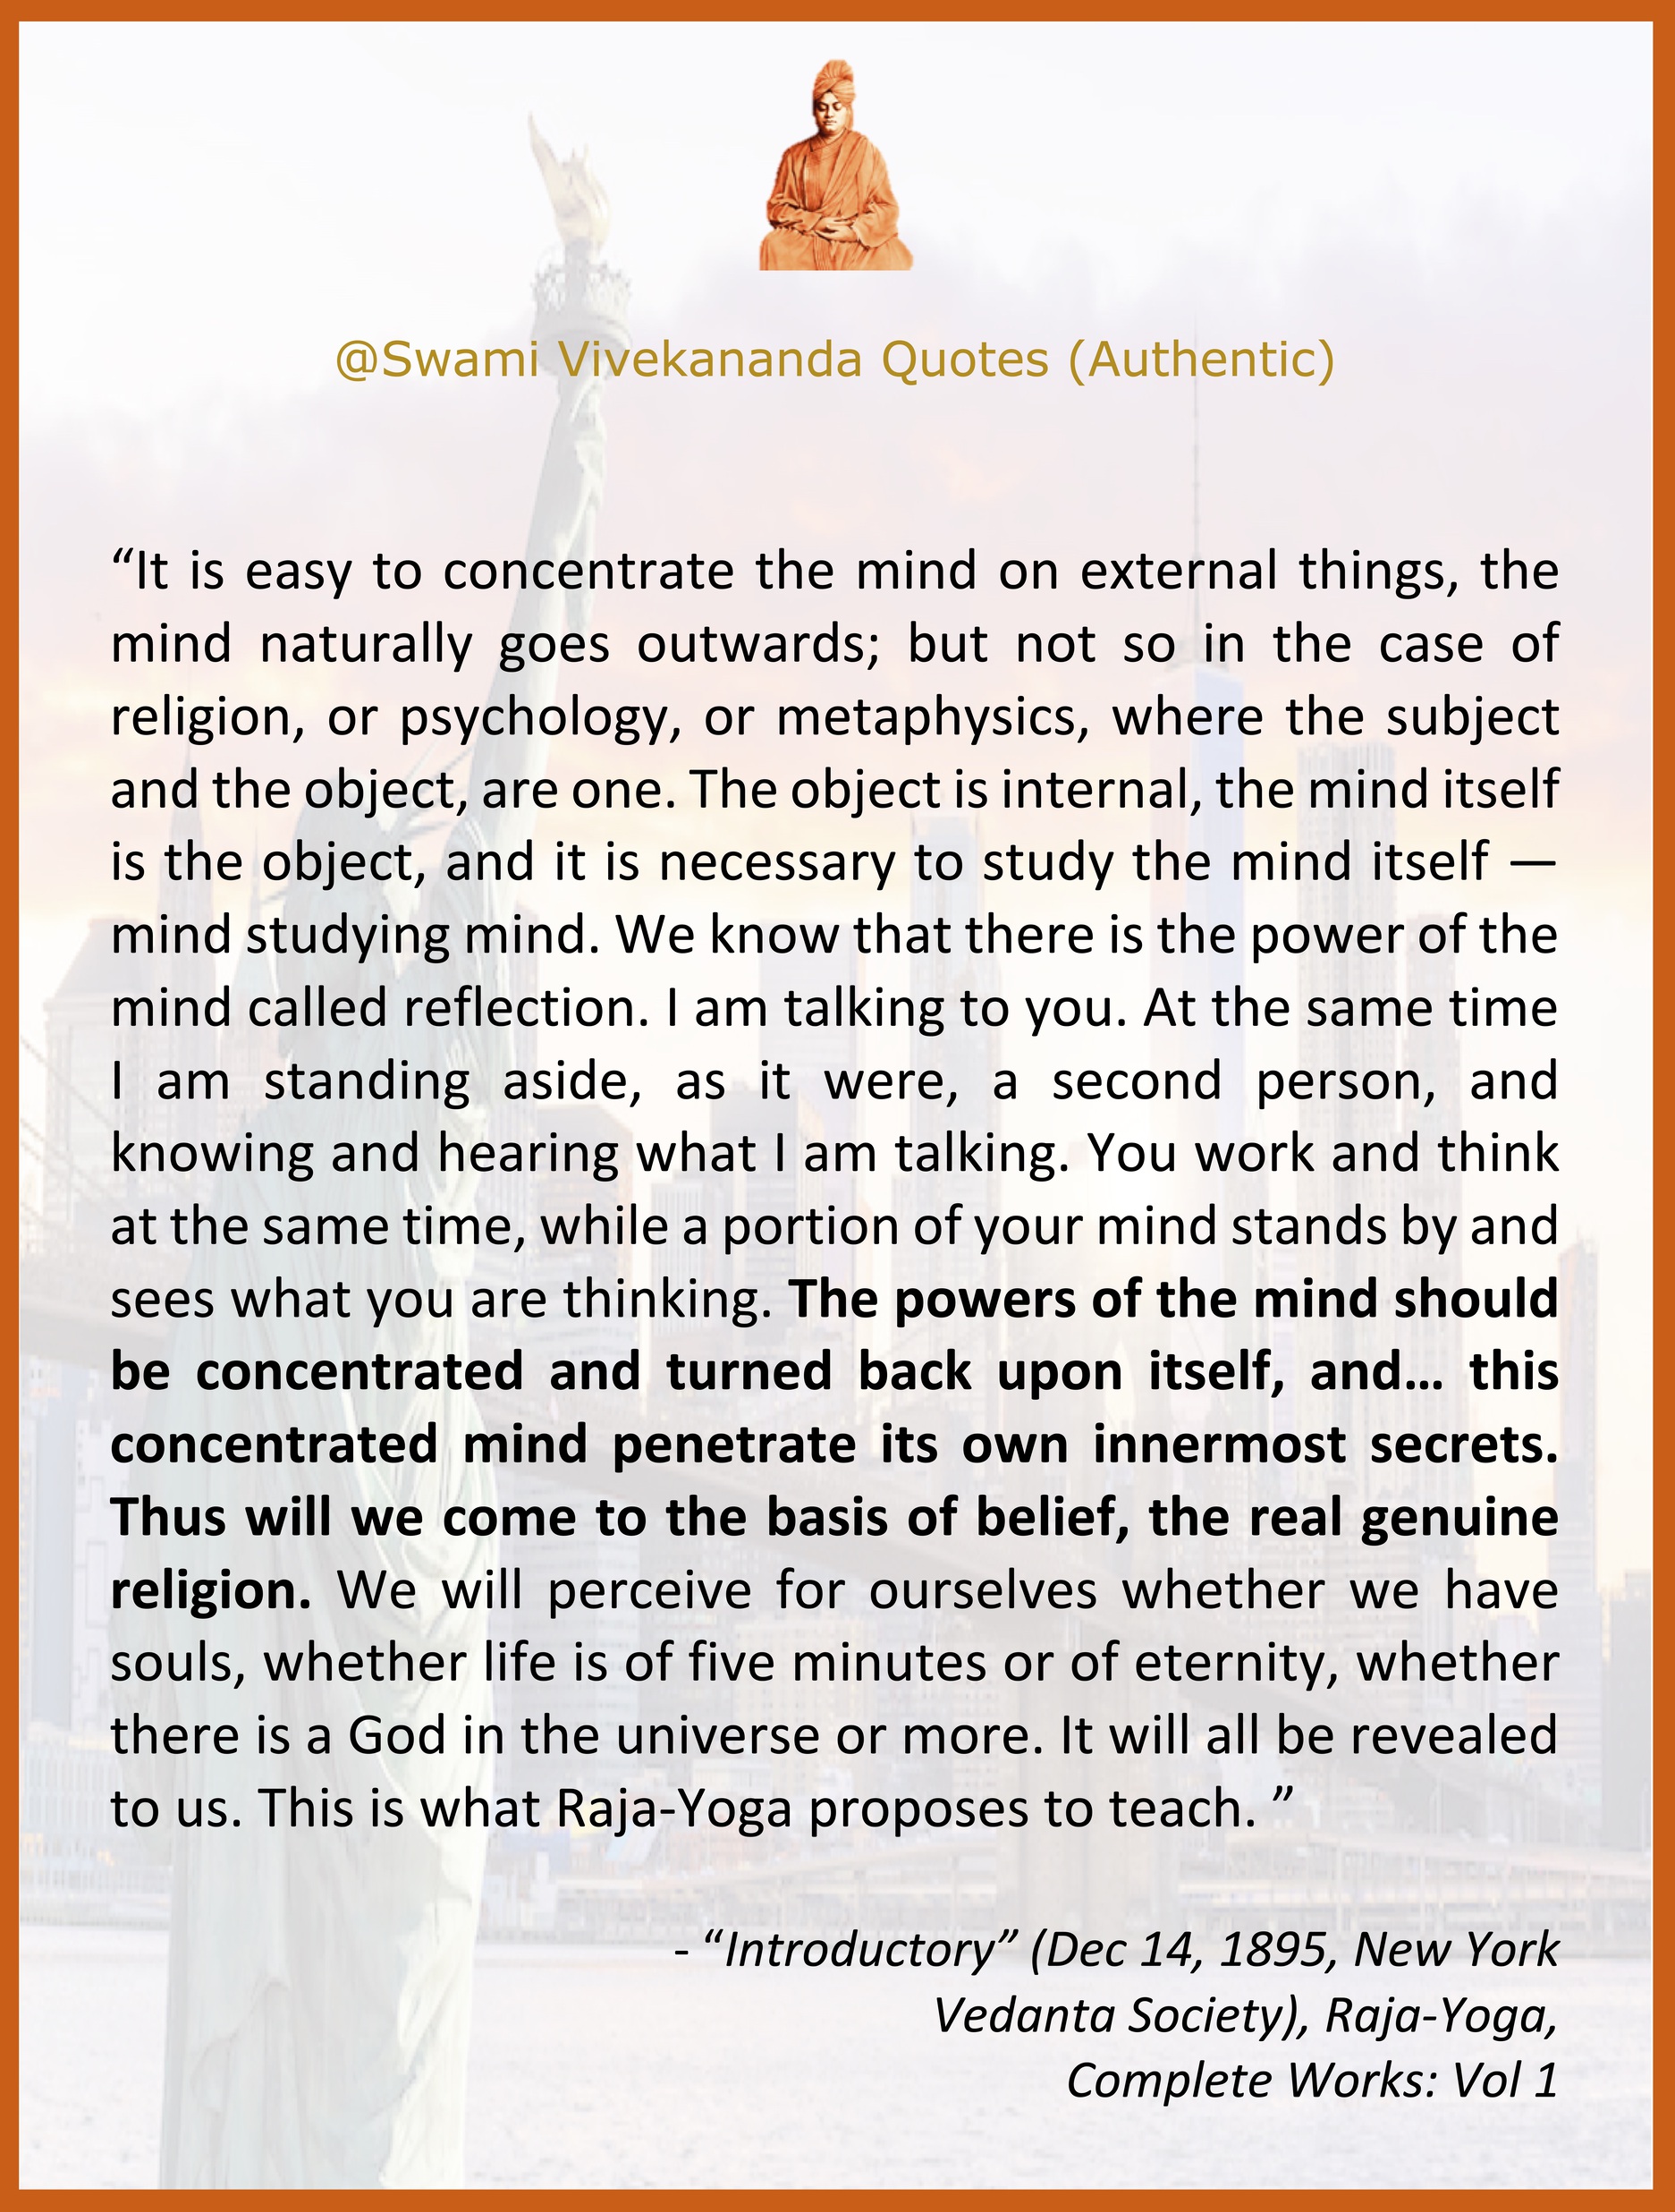 @Swami Vivekananda Quotes (Authentic)
“It is easy to concentrate the mind on external things, the
mind naturally goes outwards; but not so in the case of
religion, or psychology, or metaphysics, where the subject
and the object, are one. The object is internal, the mind itself
is the object, and it is necessary to study the mind itself —
mind studying mind. We know that there is the power of the
mind called reflection. I am talking to you. At the same time
I am standing aside, as it were, a second person, and
knowing and hearing what I am talking. You work and think
at the same time, while a portion of your mind stands by and
sees what you are thinking. The powers of the mind should
be concentrated and turned back upon itself, and… this
concentrated mind penetrate its own innermost secrets.
Thus will we come to the basis of belief, the real genuine
religion. We will perceive for ourselves whether we have
souls, whether life is of five minutes or of eternity, whether
there is a God in the universe or more. It will all be revealed
to us. This is what Raja-Yoga proposes to teach. ”
- “Introductory” (Dec 14, 1895, New York
Vedanta Society), Raja-Yoga,
Complete Works: Vol 1